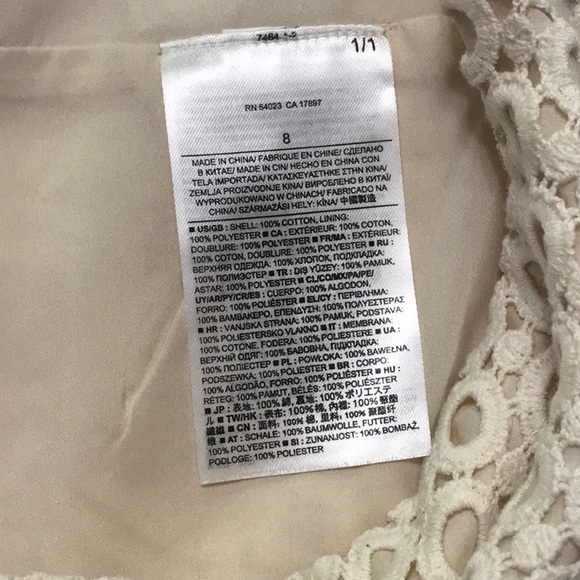 1/1
RN 54023 CA 17897
8
MADE IN CHINA/ FABRIQUE EN CHINE/ СДЕЛАНО
В КИТАЕ/ MADE IN CIN/ HECHO EN CHINA CON
TELA IMPORTADA/ ΚΑΤΑΣΚΕΥΑΣΤΗΚΕ ΣΤΗΝ ΚΙΝΑ/
ZEMLJA PROIZVODNJE KINA/ ВИРОБЛЕНО В КИТАЇ/
WYPRODUKOWANO W CHINACH/ FABRICADO NA
CHINA/ SZÁRMAZÁSI HELY: KÍNA/ 中國製造
■ US/GB : SHELL: 100% COTTON, LINING:
100% POLYESTER ■ CA : EXTÉRIEUR: 100% COTON,
DOUBLURE: 100% POLYESTER ■ FR/MA : EXTÉRIEUR:
100% COTON, DOUBLURE: 100% POLYESTER ■ RU :
ВЕРХНЯЯ ОДЕЖДА: 100% ХЛОПОК, ПОДКЛАДКА:
100% ПОЛИЭСТЕР ■ TR : DIŞ YÜZEY: 100% PAMUK,
ASTAR: 100% POLYESTER ■ CL/CO/MX/PA/PE/
UY/AR/PY/CR/ES : CUERPO: 100% ALGODÓN,
FORRO: 100% POLIÉSTER ■ EL/CY : ΠΕΡΙΒΛΗΜΑ:
100% ΒΑΜΒΑΚΕΡΟ, ΕΠΕΝΔΥΣΗ: 100% ΠΟΛΥΕΣΤΕΡΑΣ
■ HR : VANJSKA STRANA: 100% PAMUK, PODSTAVA:
100% POLIESTERSKO VLAKNO ■ IT : MEMBRANA:
100% COTONE, FODERA: 100% POLIESTERE ■ UA :
ВЕРХНІЙ ОДЯГ: 100% БАВОВНА, ПІДКЛАДКА:
100% ПОЛІЕСТЕР ■ PL : POWŁOKA: 100% BAWEŁNA,
PODSZEWKA: 100% POLIESTER ■ BR : CORPO:
100% ALGODÃO, FORRO: 100% POLIÉSTER ■ HU :
RÉTEG: 100% PAMUT, BÉLÉS: 100% POLIÉSZTER
■ JP : 表地: 100% 綿, 裏地: 100% ポリエステ
ル ■ TW/HK : 表布: 100% 棉, 內裡: 100% 聚酯
纖維 ■ CN : 面料: 100% 棉, 里料: 100% 聚酯纤
维 ■ AT : SCHALE: 100% BAUMWOLLE, FUTTER:
100% POLYESTER ■ SI : ZUNANJOST: 100% BOMBAŽ,
PODLOGE: 100% POLIESTER